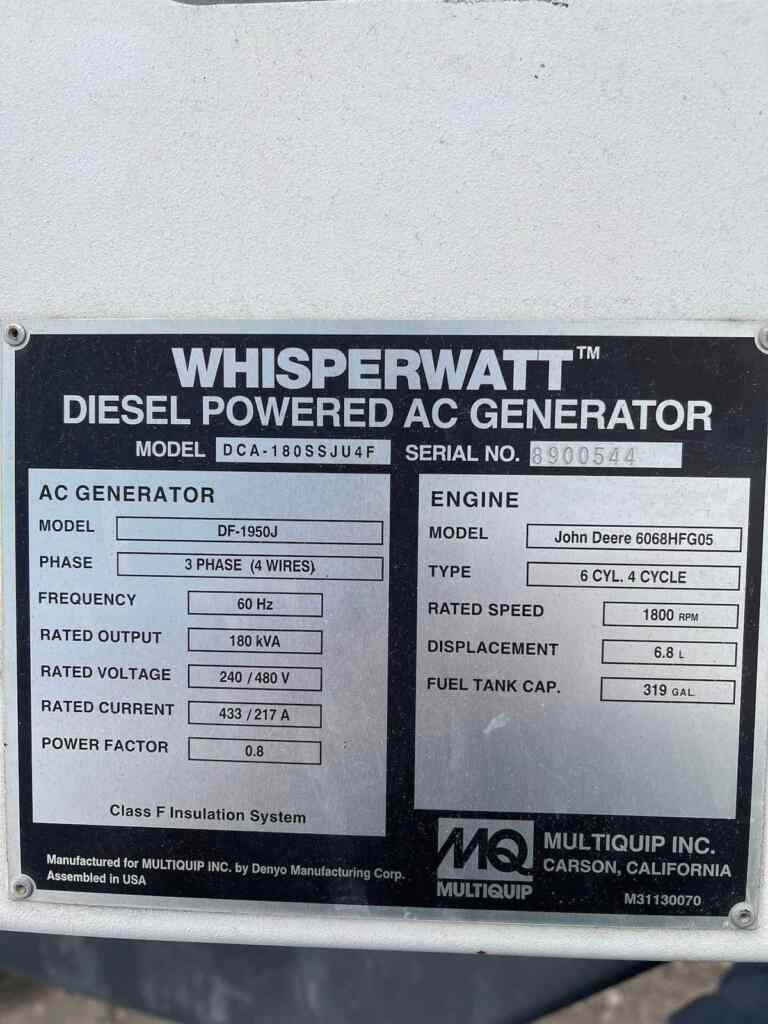 WHISPERWATT™
DIESEL POWERED AC GENERATOR
MODEL DCA-180SSJU4F SERIAL NO. 8900544
AC GENERATOR
MODEL DF-1950J
PHASE 3 PHASE (4 WIRES)
FREQUENCY 60 Hz
RATED OUTPUT 180 kVA
RATED VOLTAGE 240 / 480 V
RATED CURRENT 433 / 217 A
POWER FACTOR 0.8
Class F Insulation System
ENGINE
MODEL John Deere 6068HFG05
TYPE 6 CYL. 4 CYCLE
RATED SPEED 1800 RPM
DISPLACEMENT 6.8 L
FUEL TANK CAP. 319 GAL.
Manufactured for MULTIQUIP INC. by Denyo Manufacturing Corp.
Assembled in USA
MQ
MULTIQUIP
MULTIQUIP INC.
CARSON, CALIFORNIA
M31130070